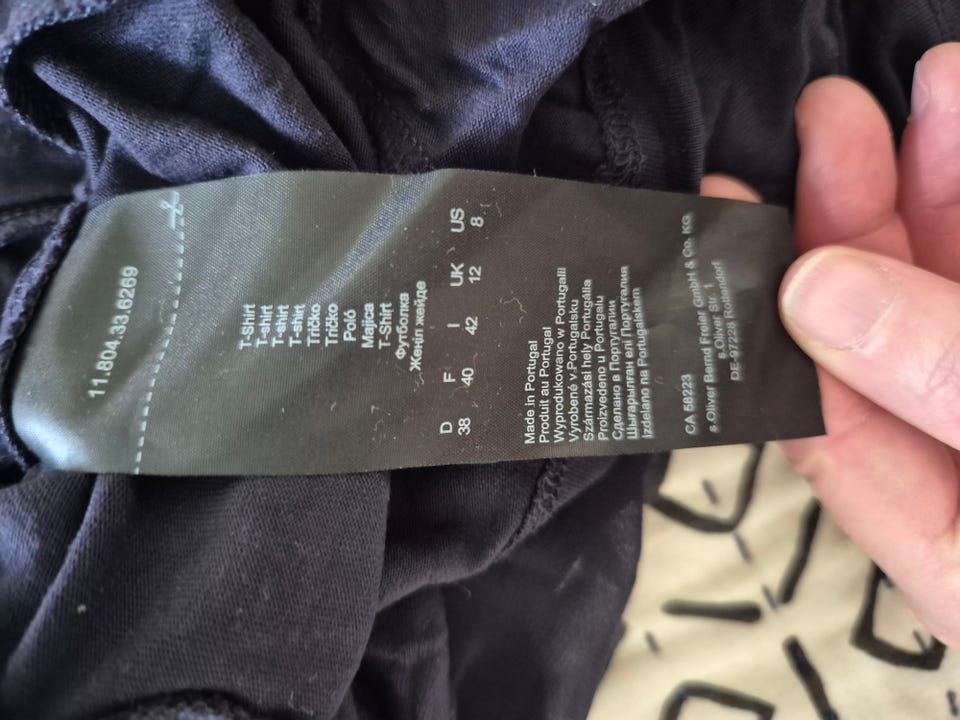 11.804.33.6269
T-Shirt
T-shirt
T-shirt
T-shirt
Tričko
Tričko
Póló
Majica
T-Shirt
Футболка
Жеңіл жейде
D F I UK US
38 40 42 12 8
Made in Portugal
Produit au Portugal
Wyprodukowano w Portugalii
Vyrobené v Portugalsku
Származási hely Portugália
Proizvedeno u Portugalu
Сделано в Португалии
Шығарылған елі Португалия
Izdelano na Portugalskem
CA 58223
s.Oliver Bernd Freier GmbH & Co. KG
s.Oliver Str. 1
DE-97228 Rottendorf